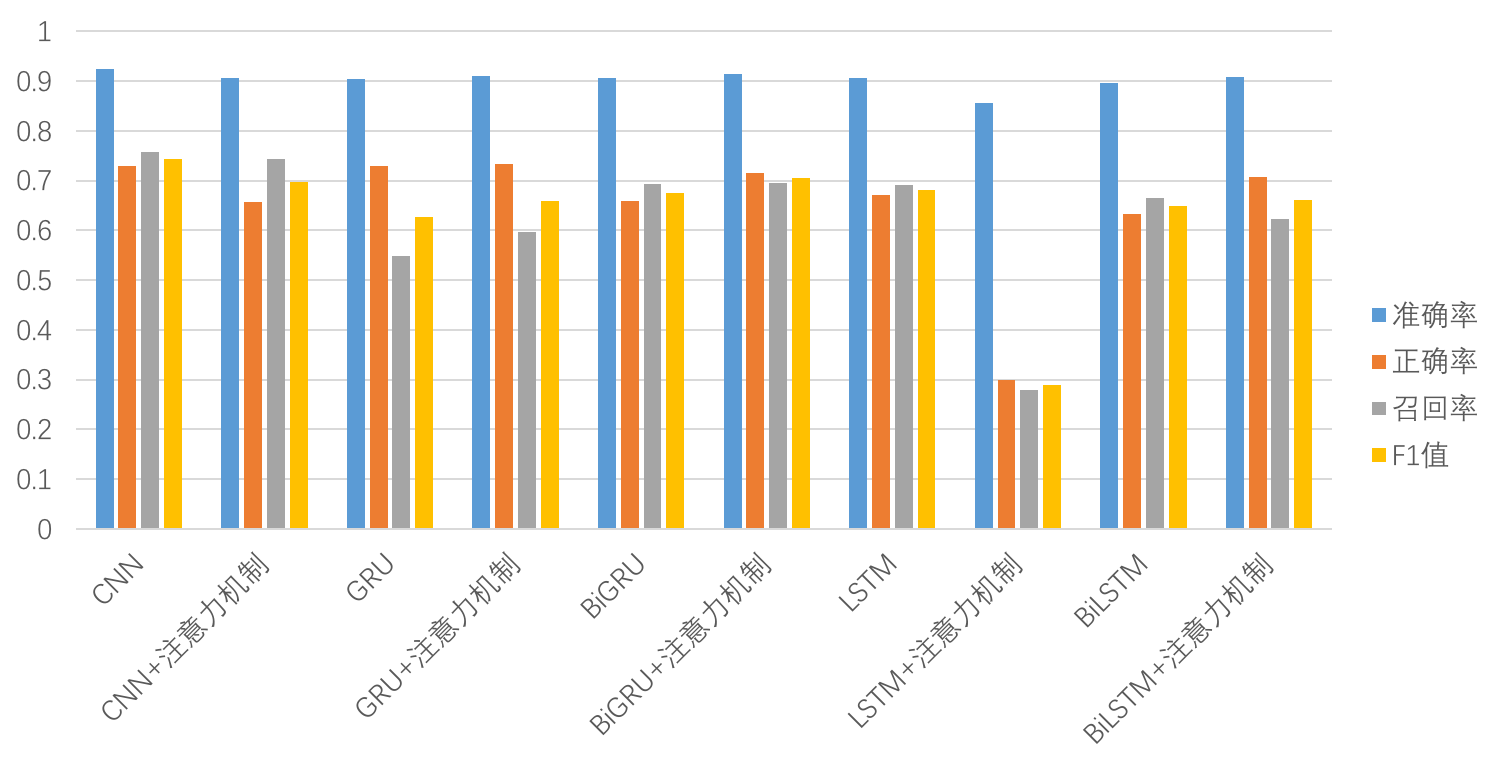 1
0.9
0.8
0.7
0.6
0.5
0.4
0.3
0.2
0.1
0
CNN
CNN+注意力机制
GRU
GRU+注意力机制
BiGRU
BiGRU+注意力机制
LSTM
LSTM+注意力机制
BiLSTM
BiLSTM+注意力机制
准确率
正确率
召回率
F1值